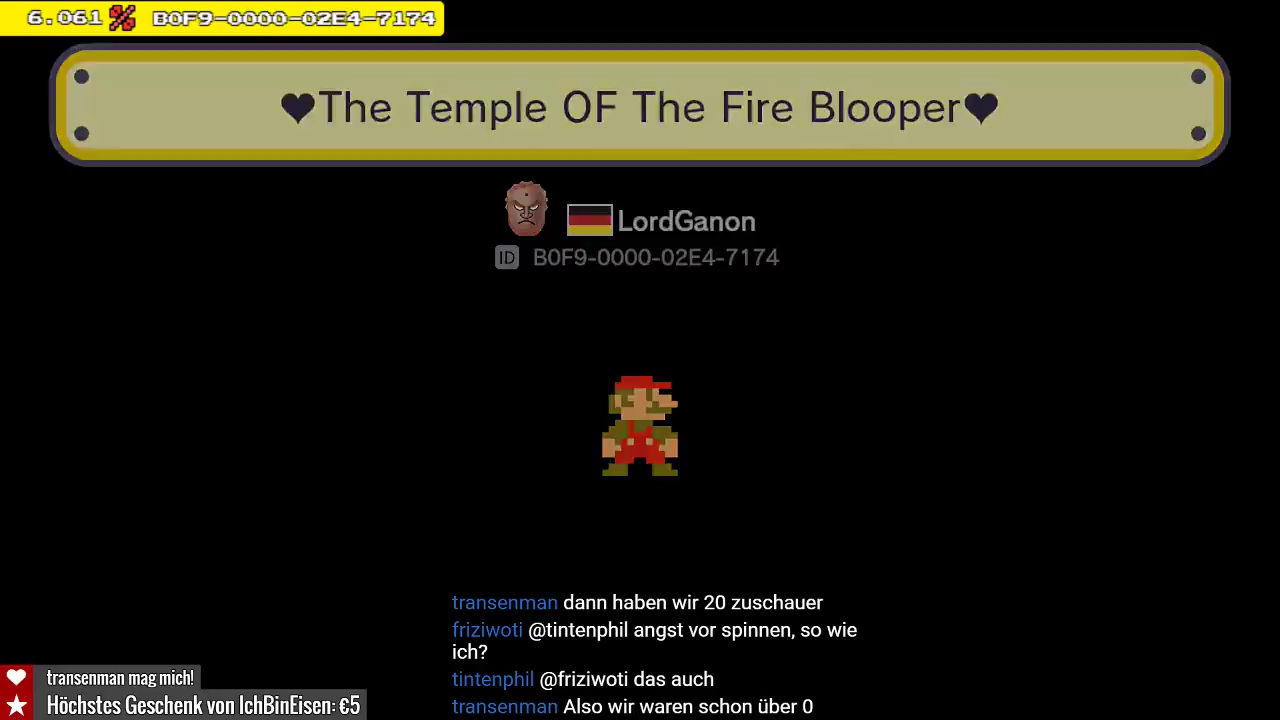 6.061% B0F9-0000-02E4-7174
♥The Temple OF The Fire Blooper♥
LordGanon
ID B0F9-0000-02E4-7174
transenman dann haben wir 20 zuschauer
friziwoti @tintenphil angst vor spinnen, so wie
ich?
tintenphil @friziwoti das auch
transenman Also wir waren schon über 0
transenman mag mich!
Höchstes Geschenk von IchBinEisen: €5